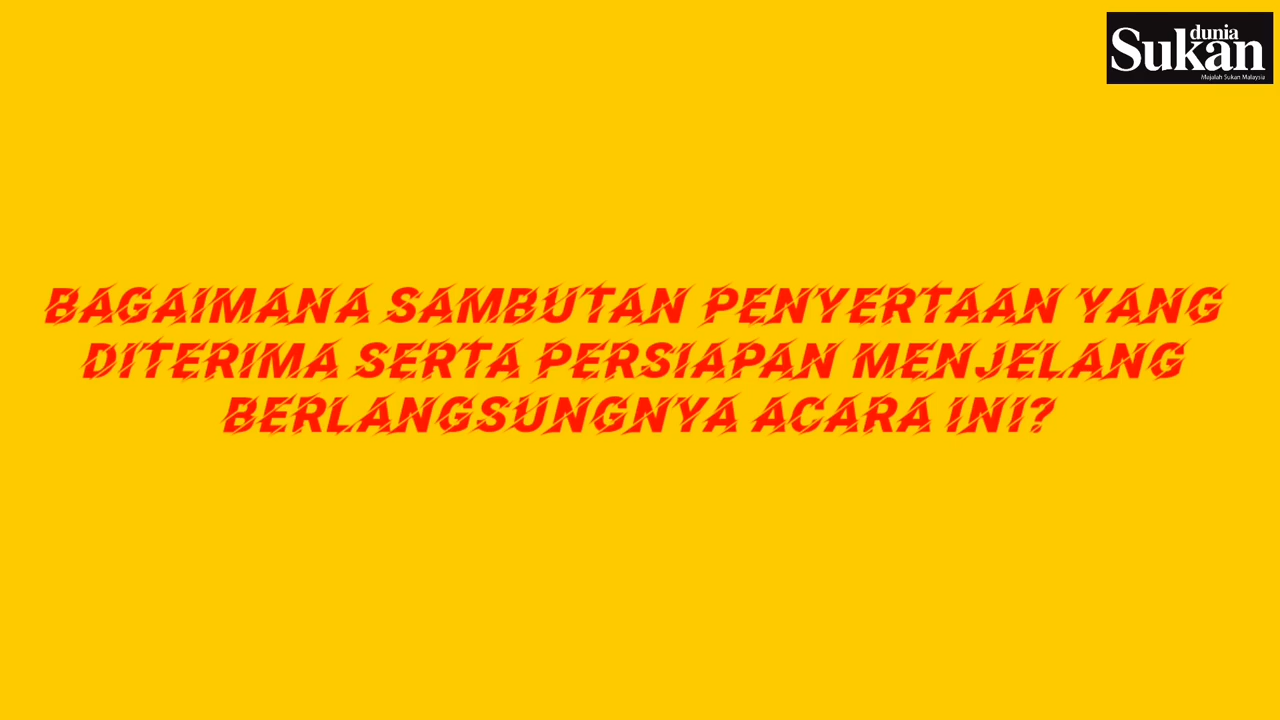 dunia
Sukan
Majalah Sukan Malaysia
BAGAIMANA SAMBUTAN PENYERTAAN YANG
DITERIMA SERTA PERSIAPAN MENJELANG
BERLANGSUNGNYA ACARA INI?